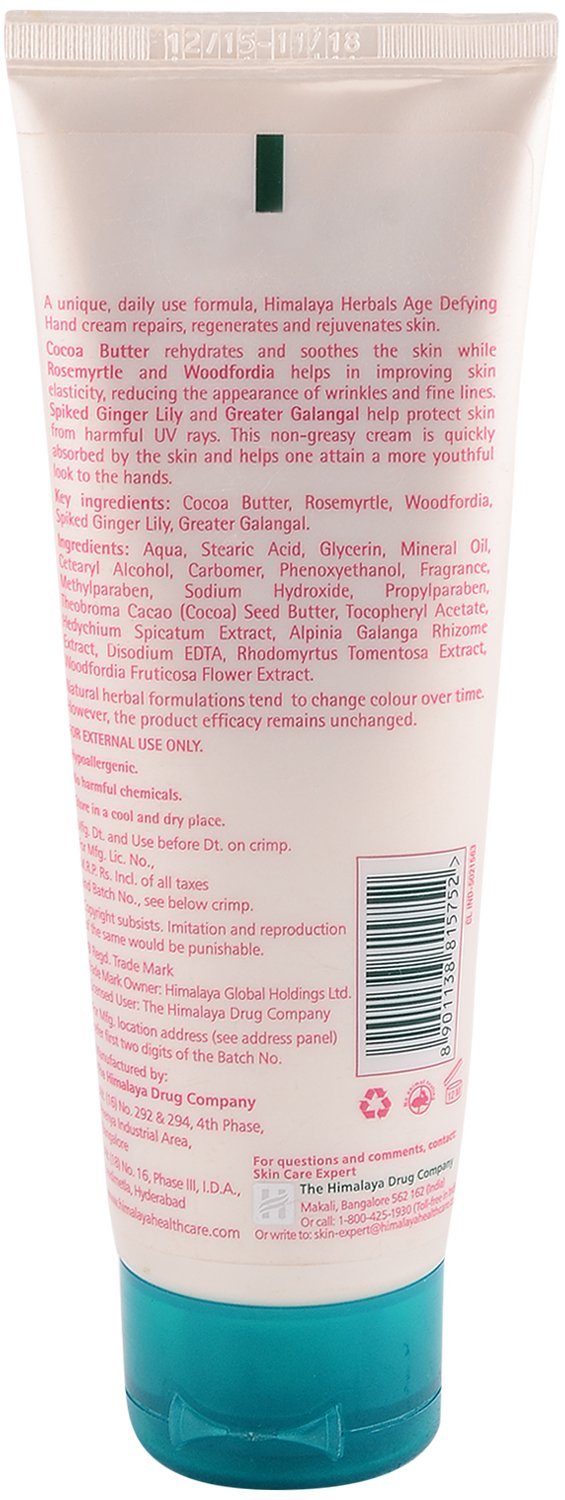 12/15-11/18
A unique, daily use formula, Himalaya Herbals Age Defying
Hand cream repairs, regenerates and rejuvenates skin.
Cocoa Butter rehydrates and soothes the skin while
Rosemyrtle and Woodfordia helps in improving skin
elasticity, reducing the appearance of wrinkles and fine lines.
Spiked Ginger Lily and Greater Galangal help protect skin
from harmful UV rays. This non-greasy cream is quickly
absorbed by the skin and helps one attain a more youthful
look to the hands.
Key ingredients: Cocoa Butter, Rosemyrtle, Woodfordia,
Spiked Ginger Lily, Greater Galangal.
Ingredients: Aqua, Stearic Acid, Glycerin, Mineral Oil,
Cetearyl Alcohol, Carbomer, Phenoxyethanol, Fragrance,
Methylparaben, Sodium Hydroxide, Propylparaben,
Theobroma Cacao (Cocoa) Seed Butter, Tocopheryl Acetate,
Hedychium Spicatum Extract, Alpinia Galanga Rhizome
Extract, Disodium EDTA, Rhodomyrtus Tomentosa Extract,
Woodfordia Fruticosa Flower Extract.
Natural herbal formulations tend to change colour over time.
However, the product efficacy remains unchanged.
FOR EXTERNAL USE ONLY.
Hypoallergenic.
No harmful chemicals.
Store in a cool and dry place.
Mfg. Dt. and Use before Dt. on crimp.
For Mfg. Lic. No.,
M.R.P. Rs. Incl. of all taxes
and Batch No., see below crimp.
Copyright subsists. Imitation and reproduction
of the same would be punishable.
Regd. Trade Mark
Trade Mark Owner: Himalaya Global Holdings Ltd.
Licensed User: The Himalaya Drug Company
For Mfg. location address (see address panel)
first two digits of the Batch No.
Manufactured by:
The Himalaya Drug Company
(16) No. 292 & 294, 4th Phase,
Industrial Area,
Bangalore
(18) No. 16, Phase III, I.D.A.,
Hyderabad
www.himalayahealthcare.com
CL IND-5021563
8 901138 815752 >
12 M
For questions and comments, contact
Skin Care Expert
The Himalaya Drug Company
Makali, Bangalore 562 162 (India)
Or call: 1-800-425-1930 (Toll-free in
Or write to: skin-expert@himalayahealthcare.